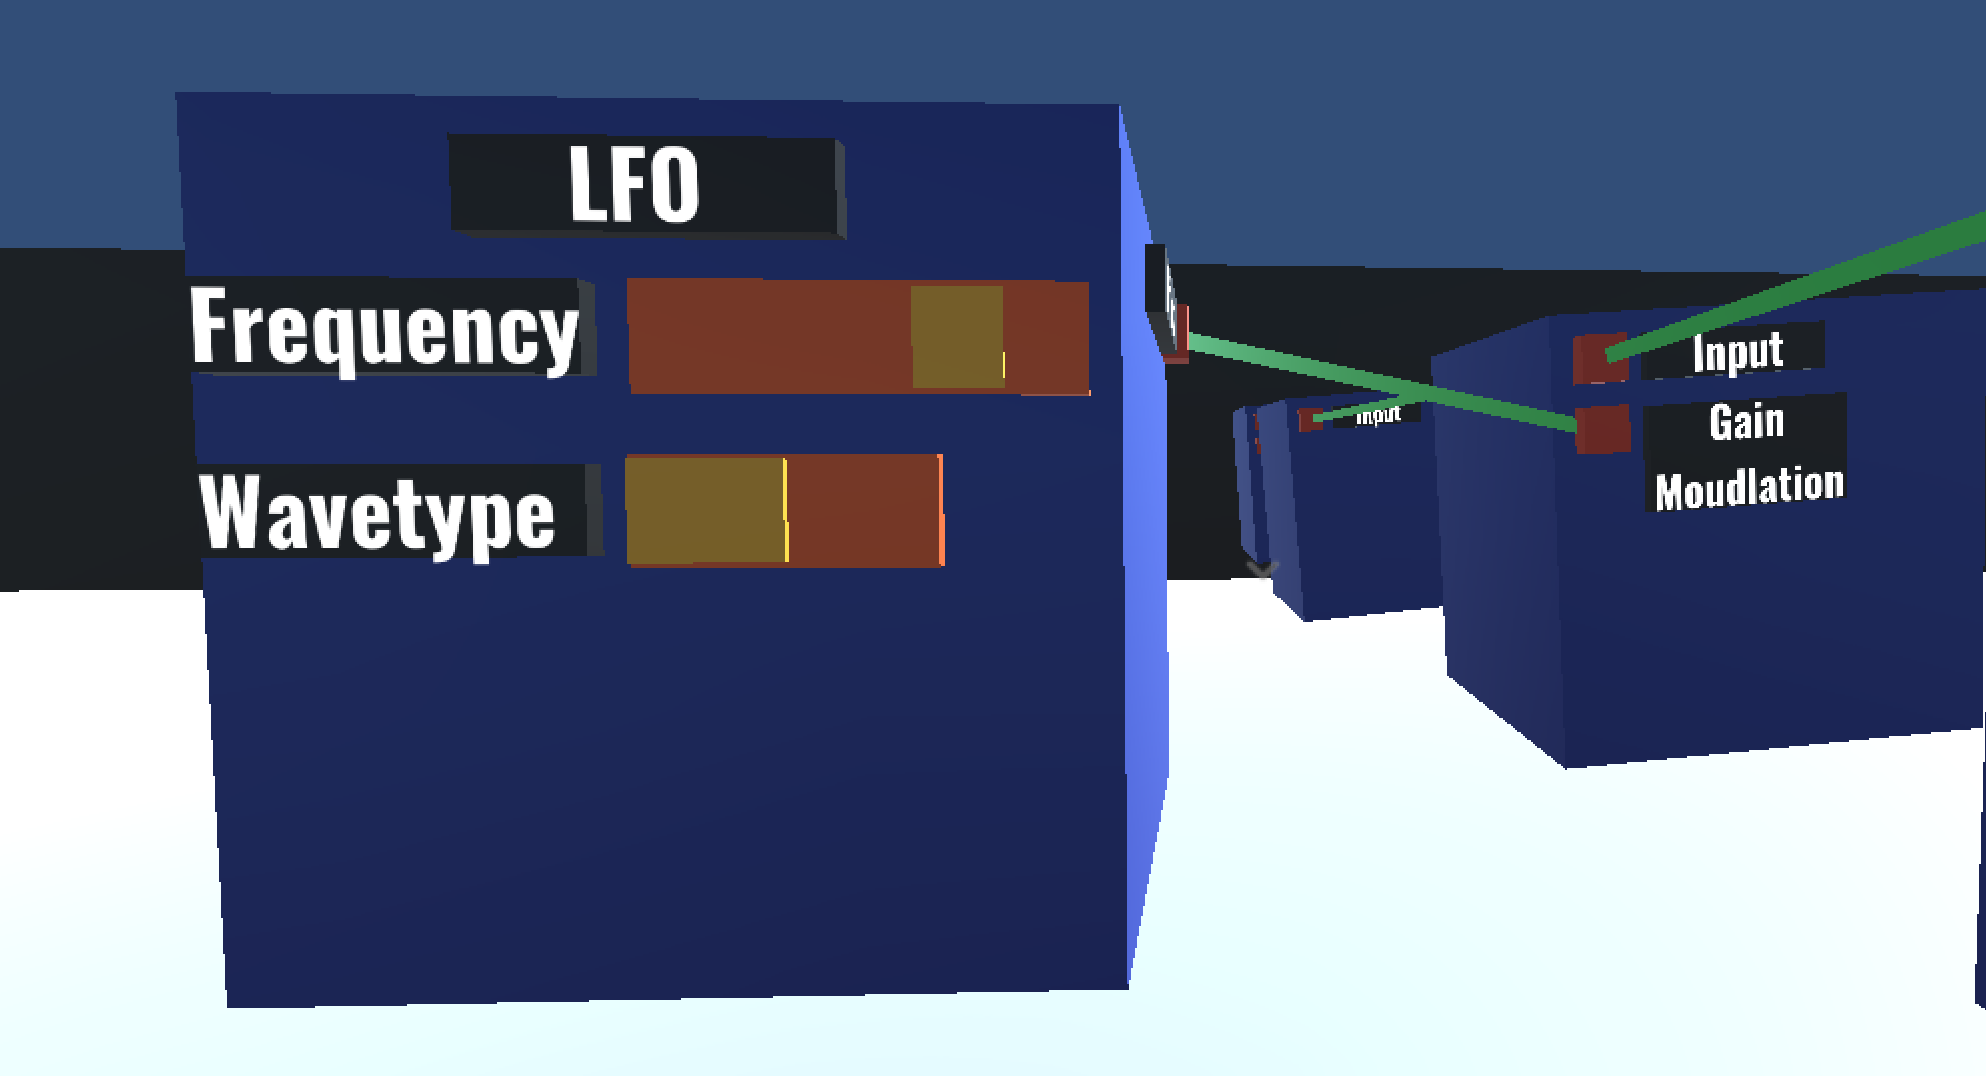 LFO
Frequency
Wavetype
Input
Input
Gain
Moudlation